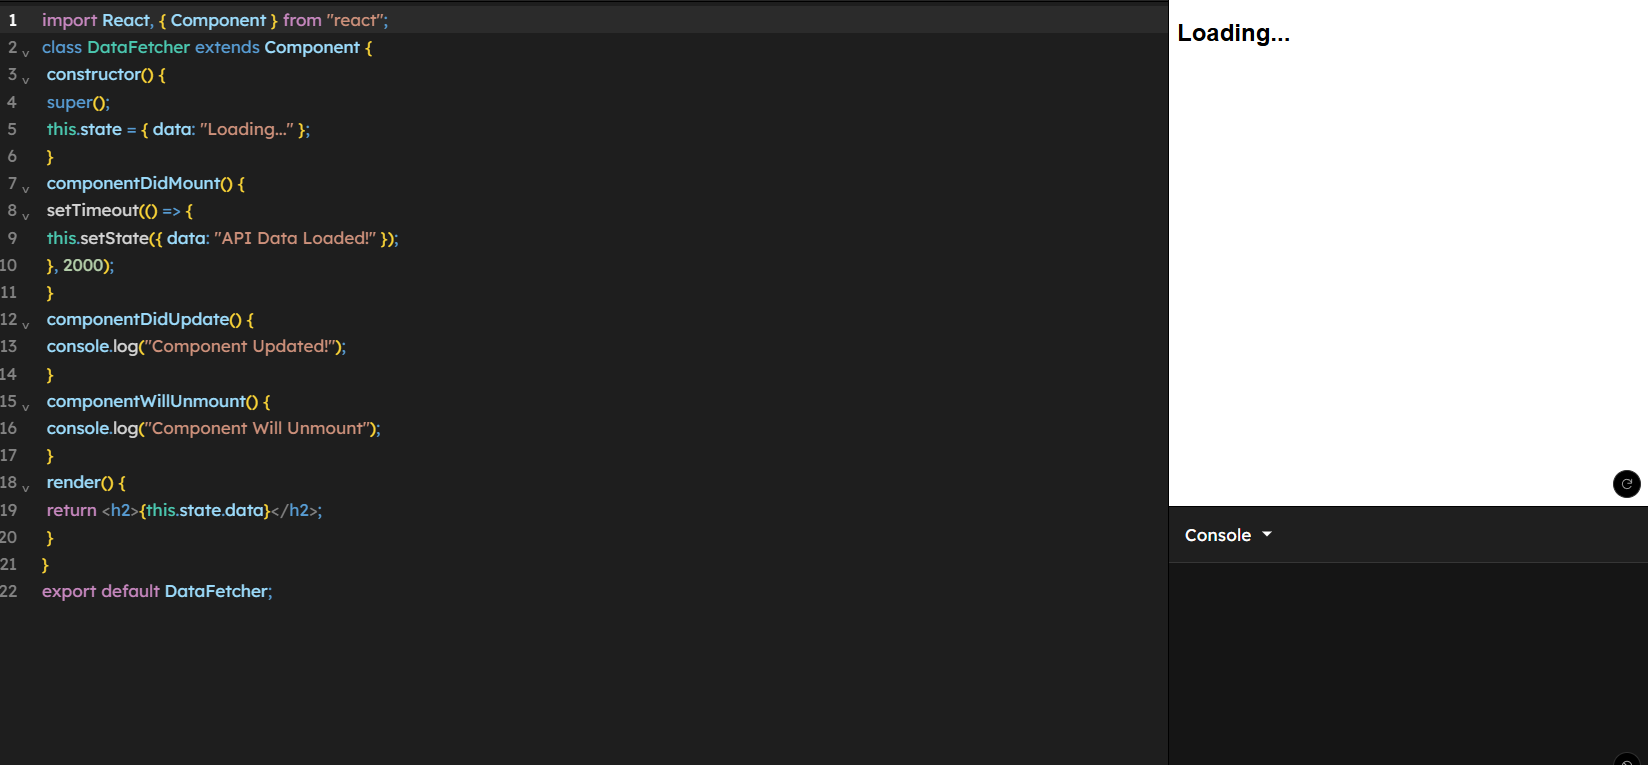 1 import React, { Component } from "react";
2 class DataFetcher extends Component {
3 constructor() {
4 super();
5 this.state = { data: "Loading..." };
6 }
7 componentDidMount() {
8 setTimeout(() => {
9 this.setState({ data: "API Data Loaded!" });
10 }, 2000);
11 }
12 componentDidUpdate() {
13 console.log("Component Updated!");
14 }
15 componentWillUnmount() {
16 console.log("Component Will Unmount");
17 }
18 render() {
19 return <h2>{this.state.data}</h2>;
20 }
21 }
22 export default DataFetcher;
Loading...
Console